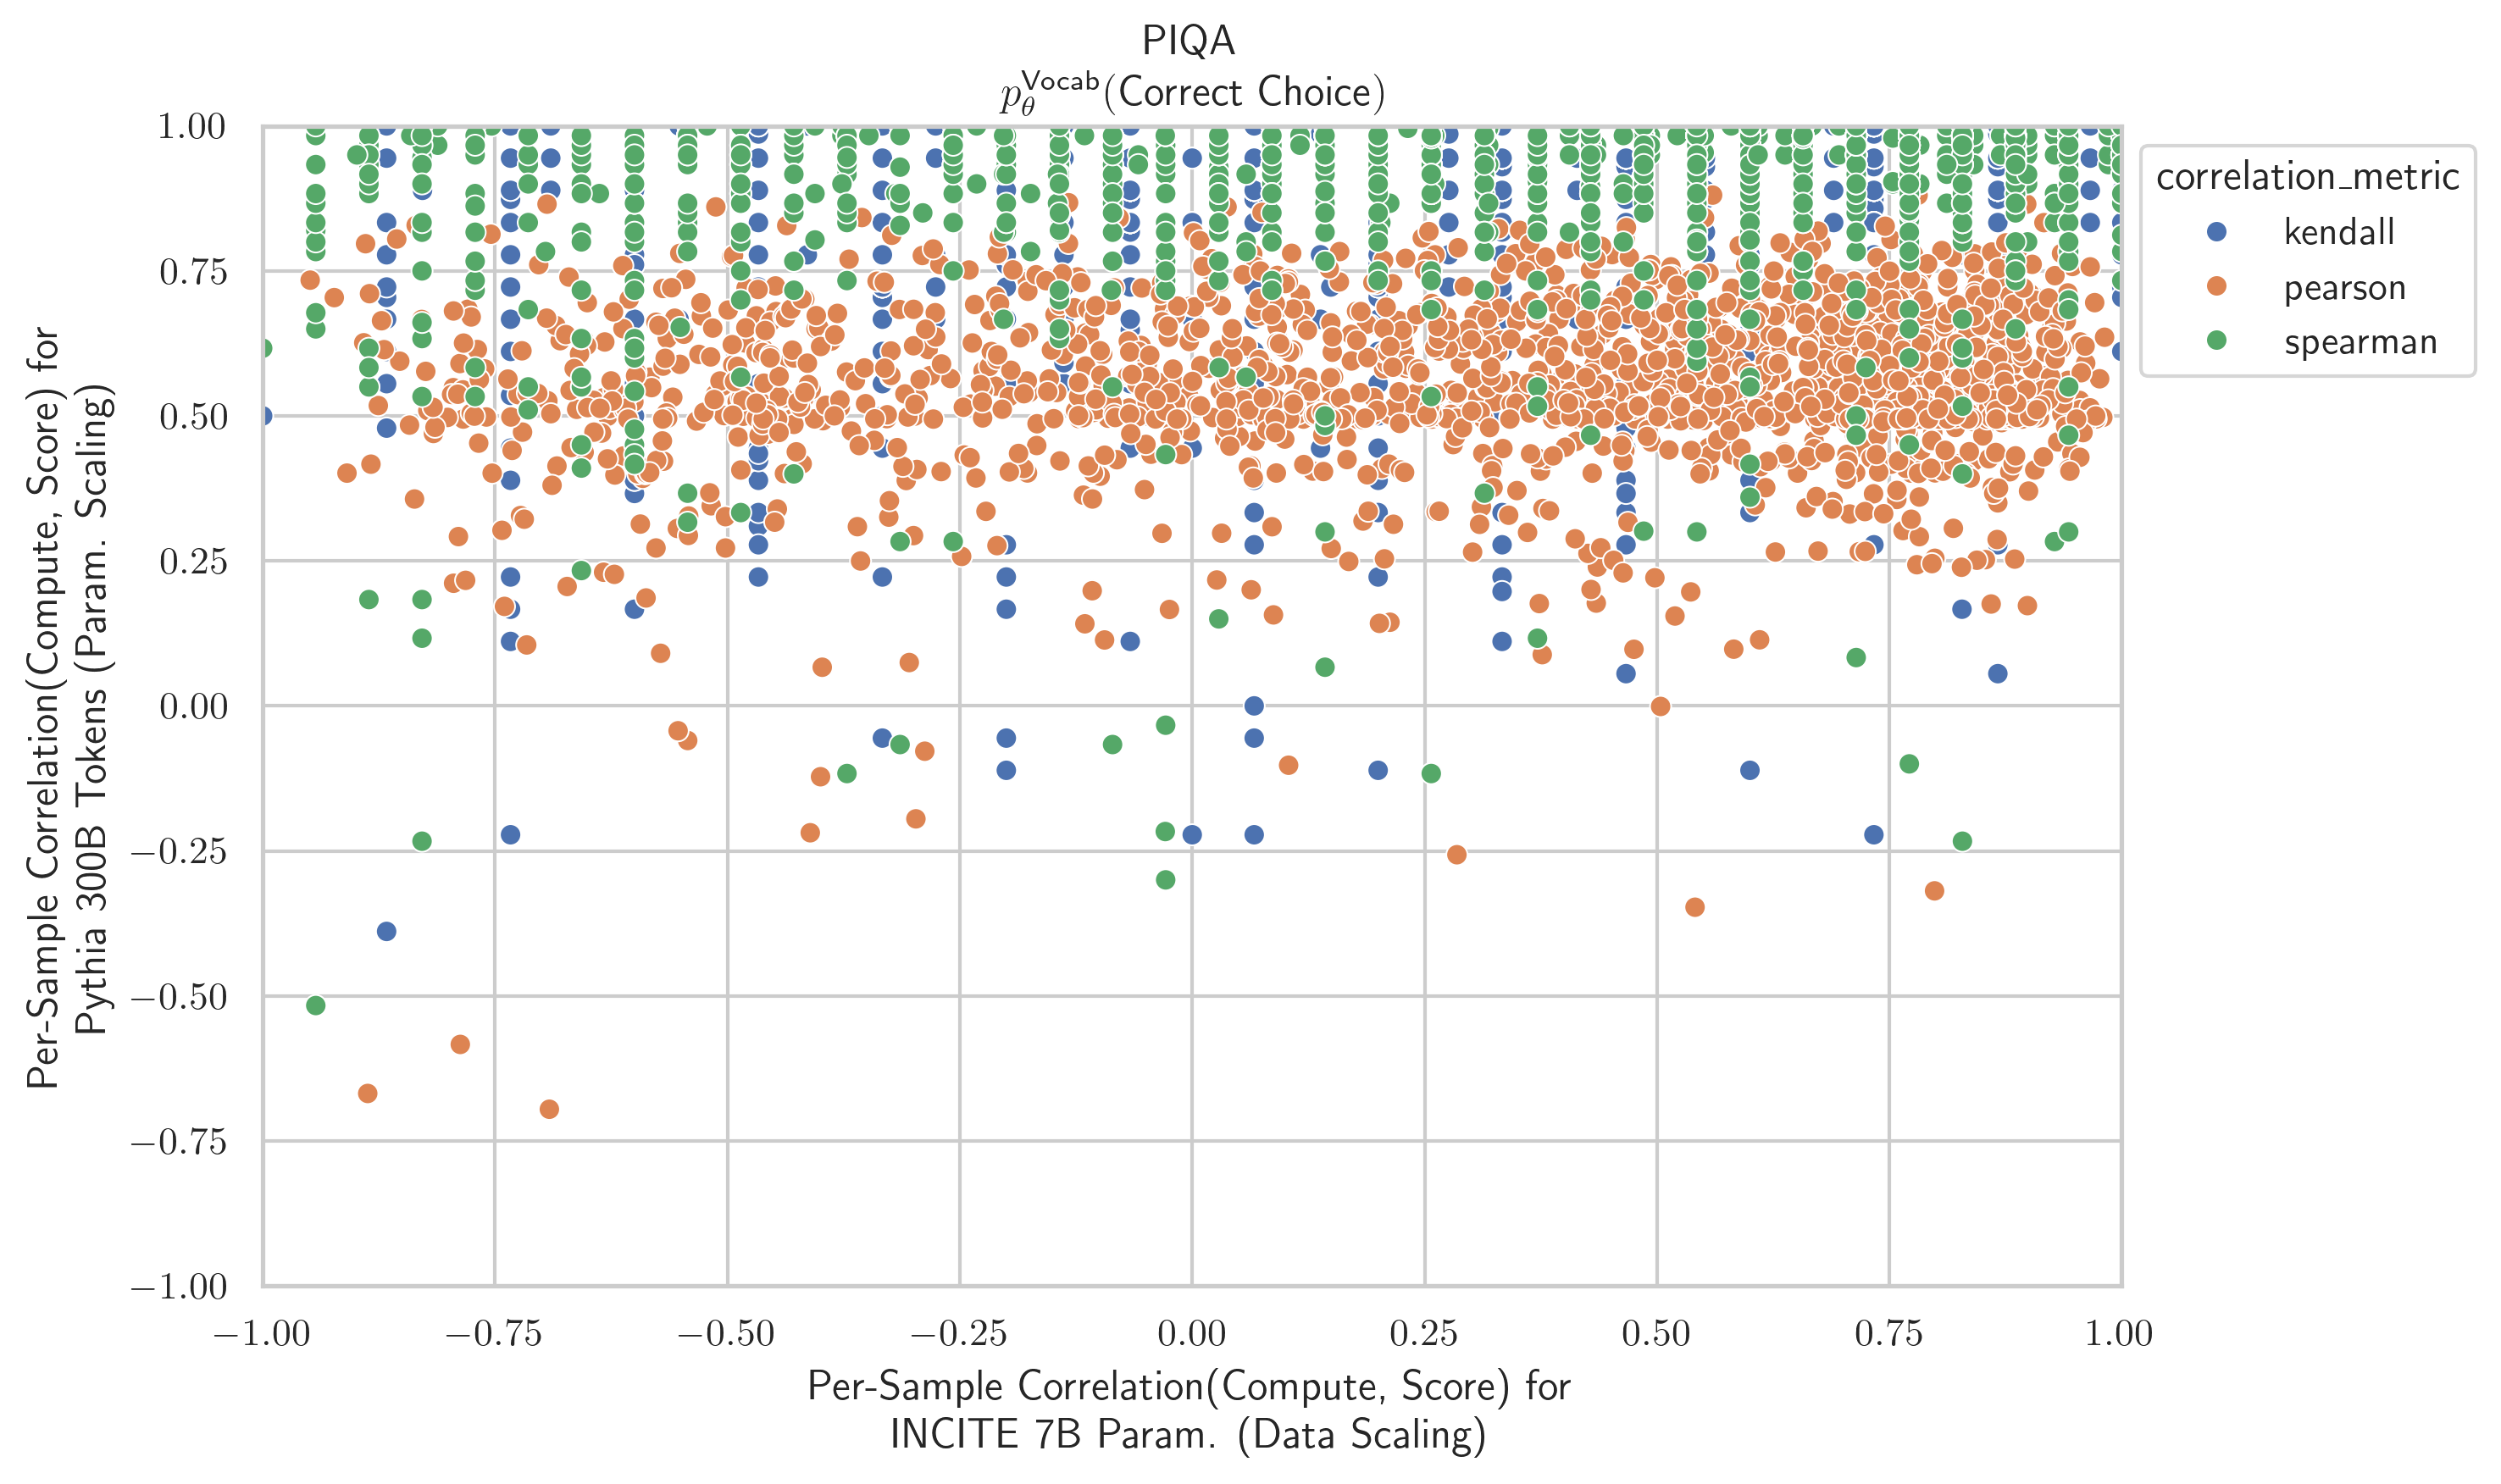 PIQA
p_θ^Vocab(Correct Choice)
Per-Sample Correlation(Compute, Score) for
Pythia 300B Tokens (Param. Scaling)
1.00
0.75
0.50
0.25
0.00
−0.25
−0.50
−0.75
−1.00
−1.00 −0.75 −0.50 −0.25 0.00 0.25 0.50 0.75 1.00
Per-Sample Correlation(Compute, Score) for
INCITE 7B Param. (Data Scaling)
correlation_metric
kendall
pearson
spearman